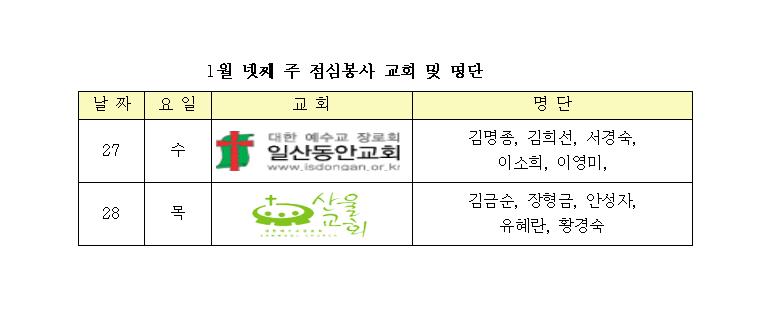 1월 넷째 주 점심봉사 교회 및 명단
날 짜 요 일 교 회 명 단
27 수 대한 예수교 장로회 김명종, 김희선, 서경숙,
일산동안교회 이소희, 이영미,
www.isdongan.or.kr
28 목 산울 김금순, 장형금, 안성자,
교회 유혜란, 황경숙